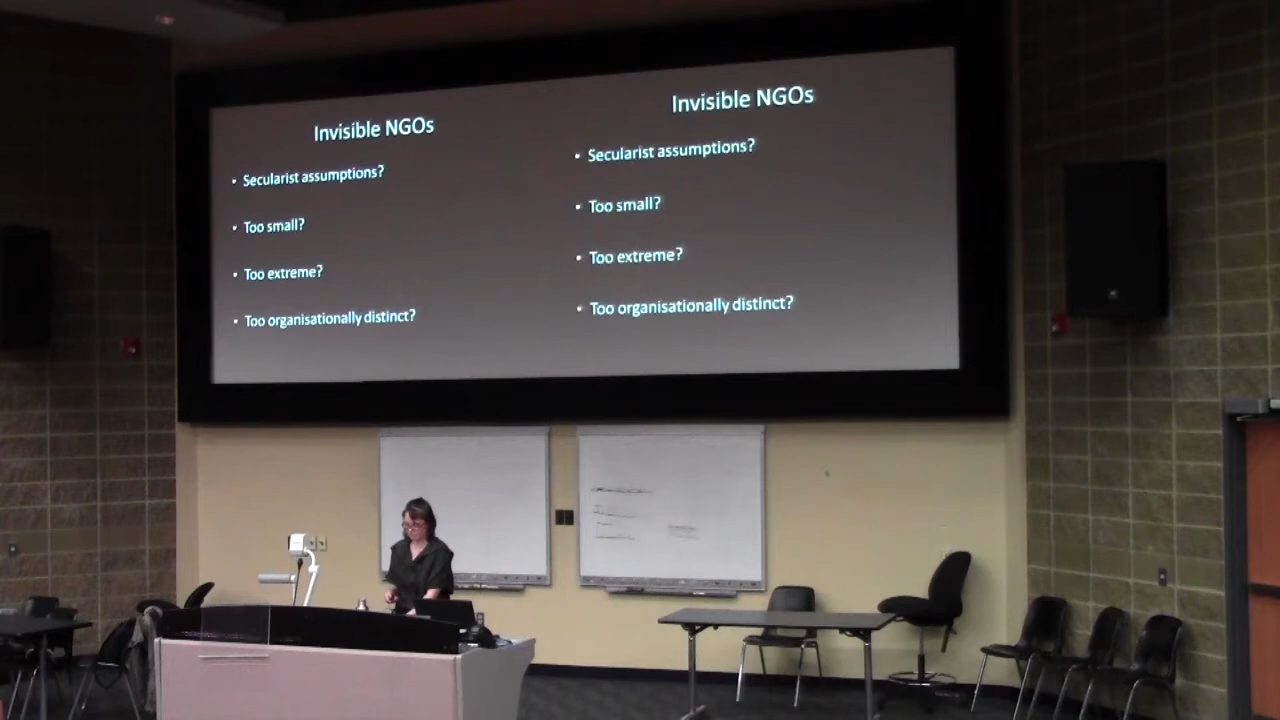 Invisible NGOs
• Secularist assumptions?
• Too small?
• Too extreme?
• Too organisationally distinct?
Invisible NGOs
• Secularist assumptions?
• Too small?
• Too extreme?
• Too organisationally distinct?